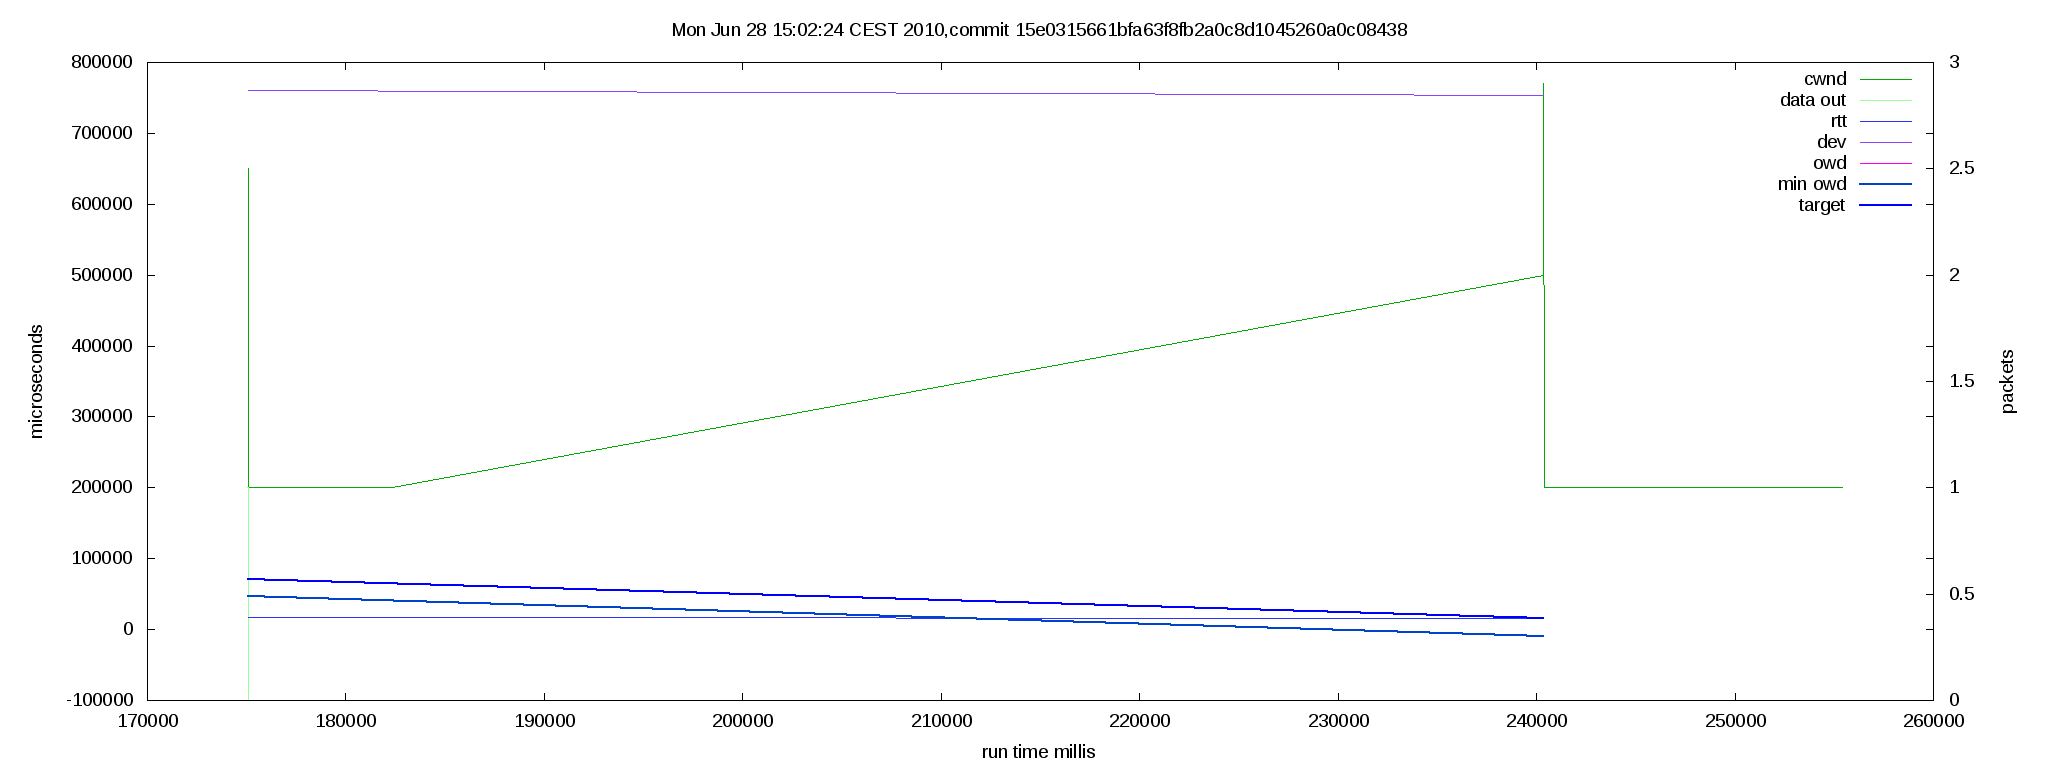 Mon Jun 28 15:02:24 CEST 2010,commit 15e0315661bfa63f8fb2a0c8d1045260a0c08438
800000
700000
600000
500000
400000
300000
200000
100000
0
-100000
microseconds
3
2.5
2
1.5
1
0.5
0
packets
cwnd
data out
rtt
dev
owd
min owd
target
170000 180000 190000 200000 210000 220000 230000 240000 250000 260000
run time millis